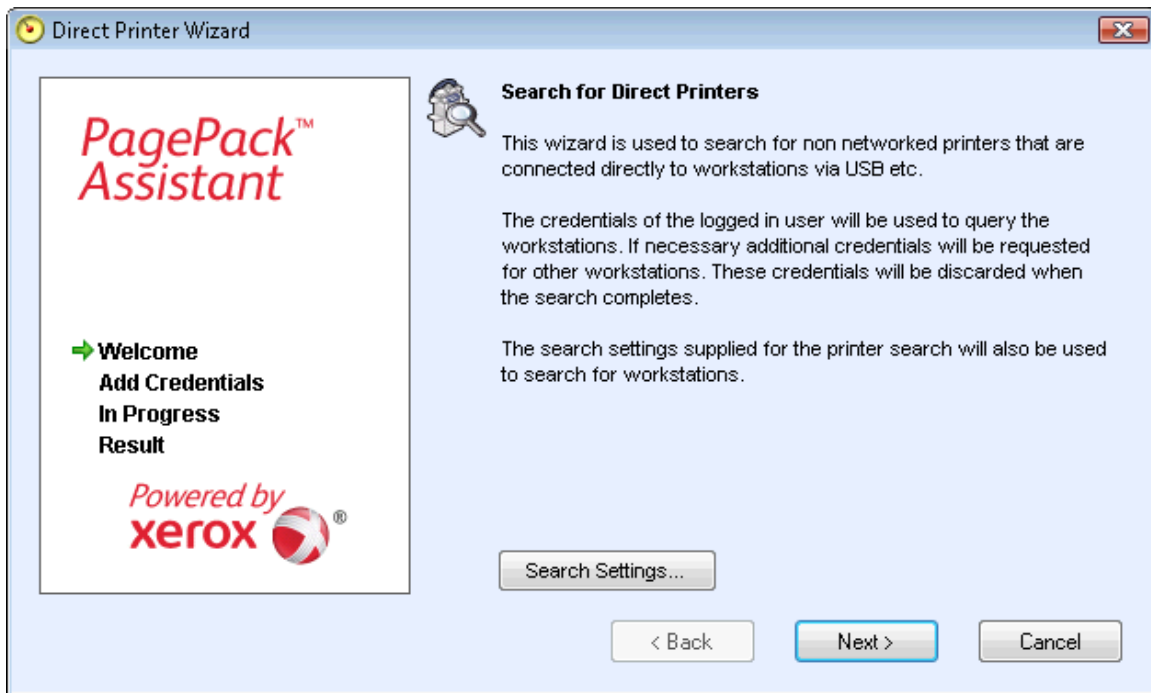 Direct Printer Wizard
PagePack™
Assistant
Welcome
Add Credentials
In Progress
Result
Powered by
xerox ®
Search for Direct Printers
This wizard is used to search for non networked printers that are
connected directly to workstations via USB etc.
The credentials of the logged in user will be used to query the
workstations. If necessary additional credentials will be requested
for other workstations. These credentials will be discarded when
the search completes.
The search settings supplied for the printer search will also be used
to search for workstations.
Search Settings...
< Back
Next >
Cancel